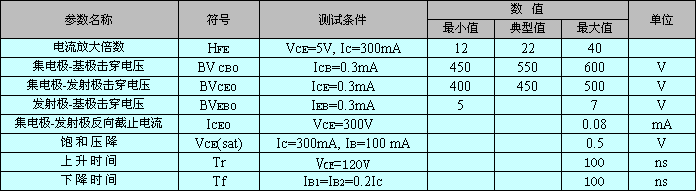 参数名称 符号 测试条件 数 值 单位
最小值 典型值 最大值
电流放大倍数 HFE VCE=5V, IC=300mA 12 22 40
集电极-基极击穿电压 BV CBO ICB=0.3mA 450 550 600 V
集电极-发射极击穿电压 BVCEO ICE=0.3mA 400 450 500 V
发射极-基极击穿电压 BVEBO IEB=0.3mA 5 7 V
集电极-发射极反向截止电流 ICEO VCE=300V 0.08 mA
饱和压降 VCE(sat) IC=300mA, IB=100 mA 0.5 V
上升时间 Tr VCE=120V 100 ns
下降时间 Tf IB1=IB2=0.2IC 100 ns